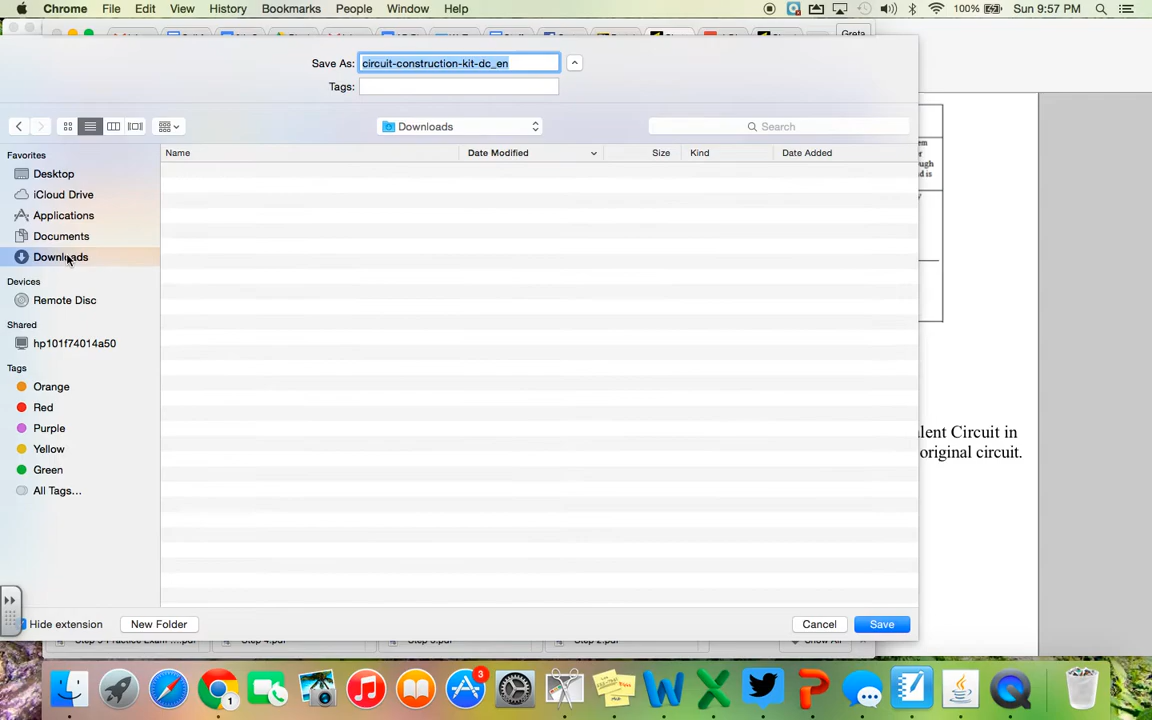 Chrome File Edit View History Bookmarks People Window Help 100% Sun 9:57 PM
Greta
Save As: circuit-construction-kit-dc_en
Tags:
Downloads Search
Favorites Name Date Modified Size Kind Date Added
Desktop
iCloud Drive
Applications
Documents
Downloads
Devices
Remote Disc
Shared
hp101f74014a50
Tags
Orange
Red
Purple
Yellow
Green
All Tags...
lent Circuit in
original circuit.
Hide extension New Folder Cancel Save
3
1